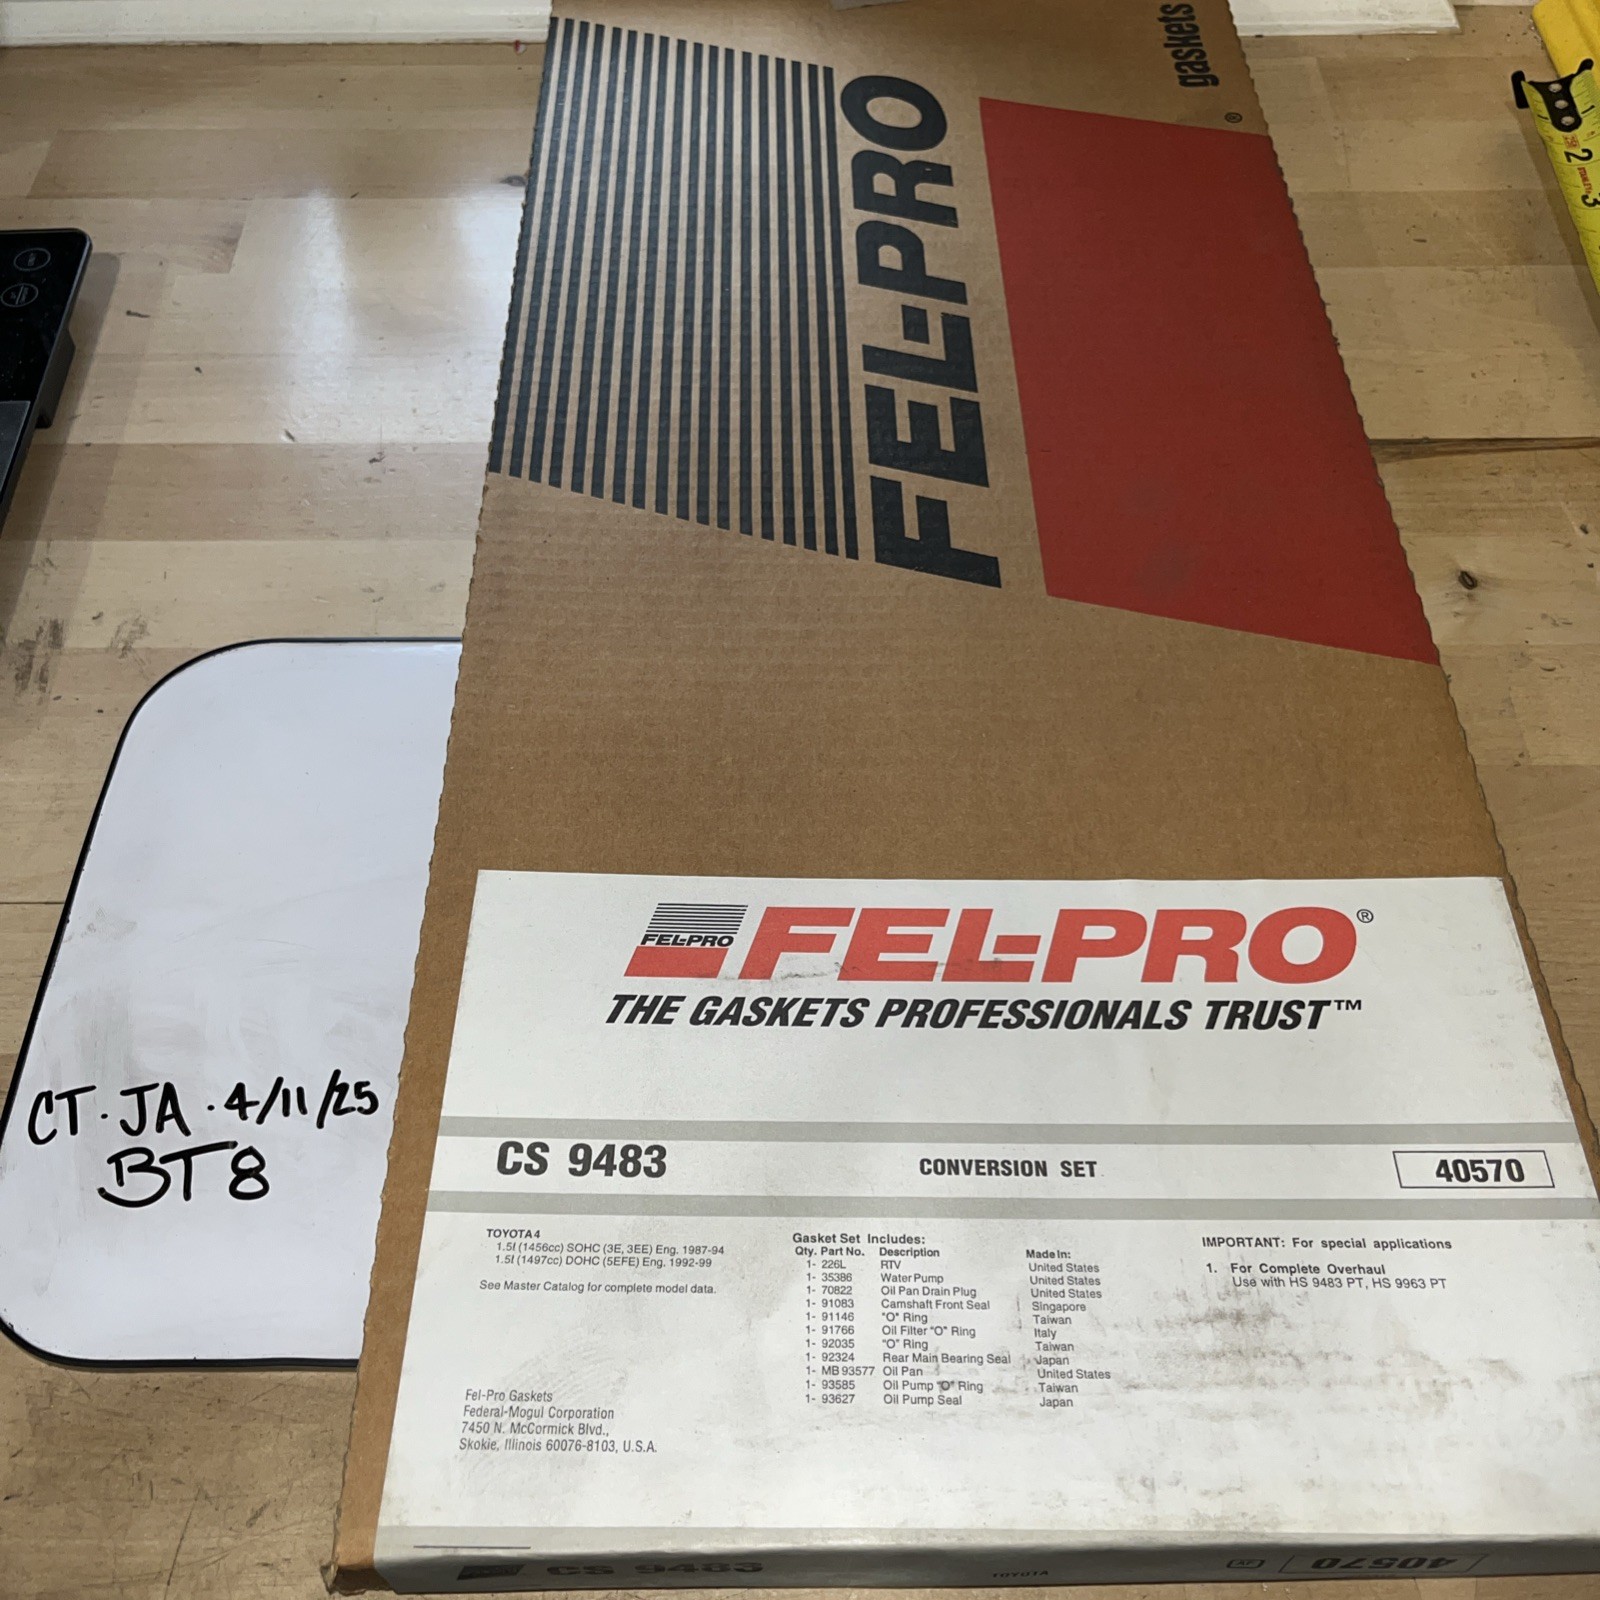 gaskets
®
FEL-PRO
1
2
3
CT · JA · 4/11/25
BT8
FEL-PRO FEL-PRO®
THE GASKETS PROFESSIONALS TRUST™
CS 9483 CONVERSION SET 40570
TOYOTA 4
1.5l (1456cc) SOHC (3E, 3EE) Eng. 1987-94
1.5l (1497cc) DOHC (5EFE) Eng. 1992-99
See Master Catalog for complete model data.
Gasket Set Includes:
Qty. Part No. Description Made in:
1- 226L RTV United States
1- 35386 Water Pump United States
1- 70822 Oil Pan Drain Plug United States
1- 91083 Camshaft Front Seal Singapore
1- 91146 "O" Ring Taiwan
1- 91766 Oil Filter "O" Ring Italy
1- 92035 "O" Ring Taiwan
1- 92324 Rear Main Bearing Seal Japan
1- MB 93577 Oil Pan United States
1- 93585 Oil Pump "O" Ring Taiwan
1- 93627 Oil Pump Seal Japan
IMPORTANT: For special applications
1. For Complete Overhaul
Use with HS 9483 PT, HS 9963 PT
Fel-Pro Gaskets
Federal-Mogul Corporation
7450 N. McCormick Blvd.,
Skokie, Illinois 60076-8103, U.S.A.
CS 9483 TOYOTA AF 40570